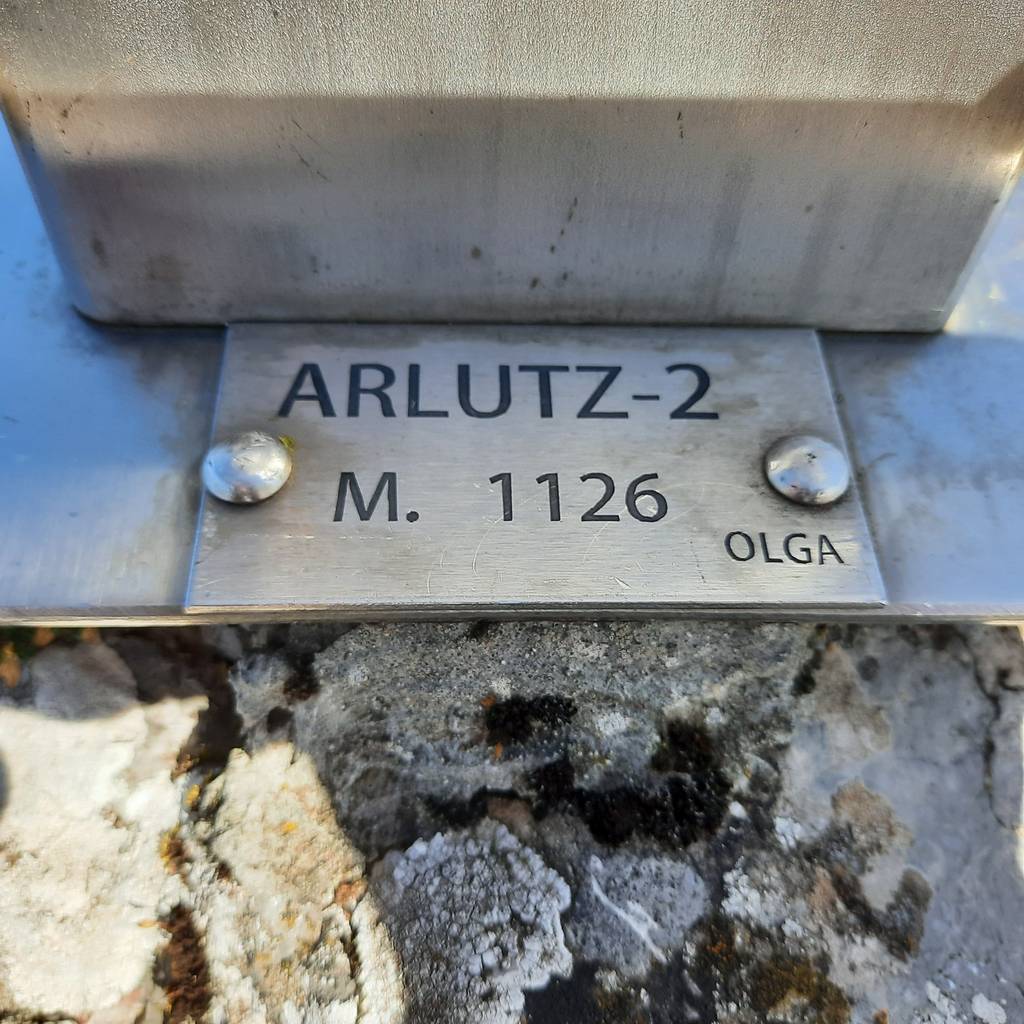 ARLUTZ-2
M. 1126
OLGA